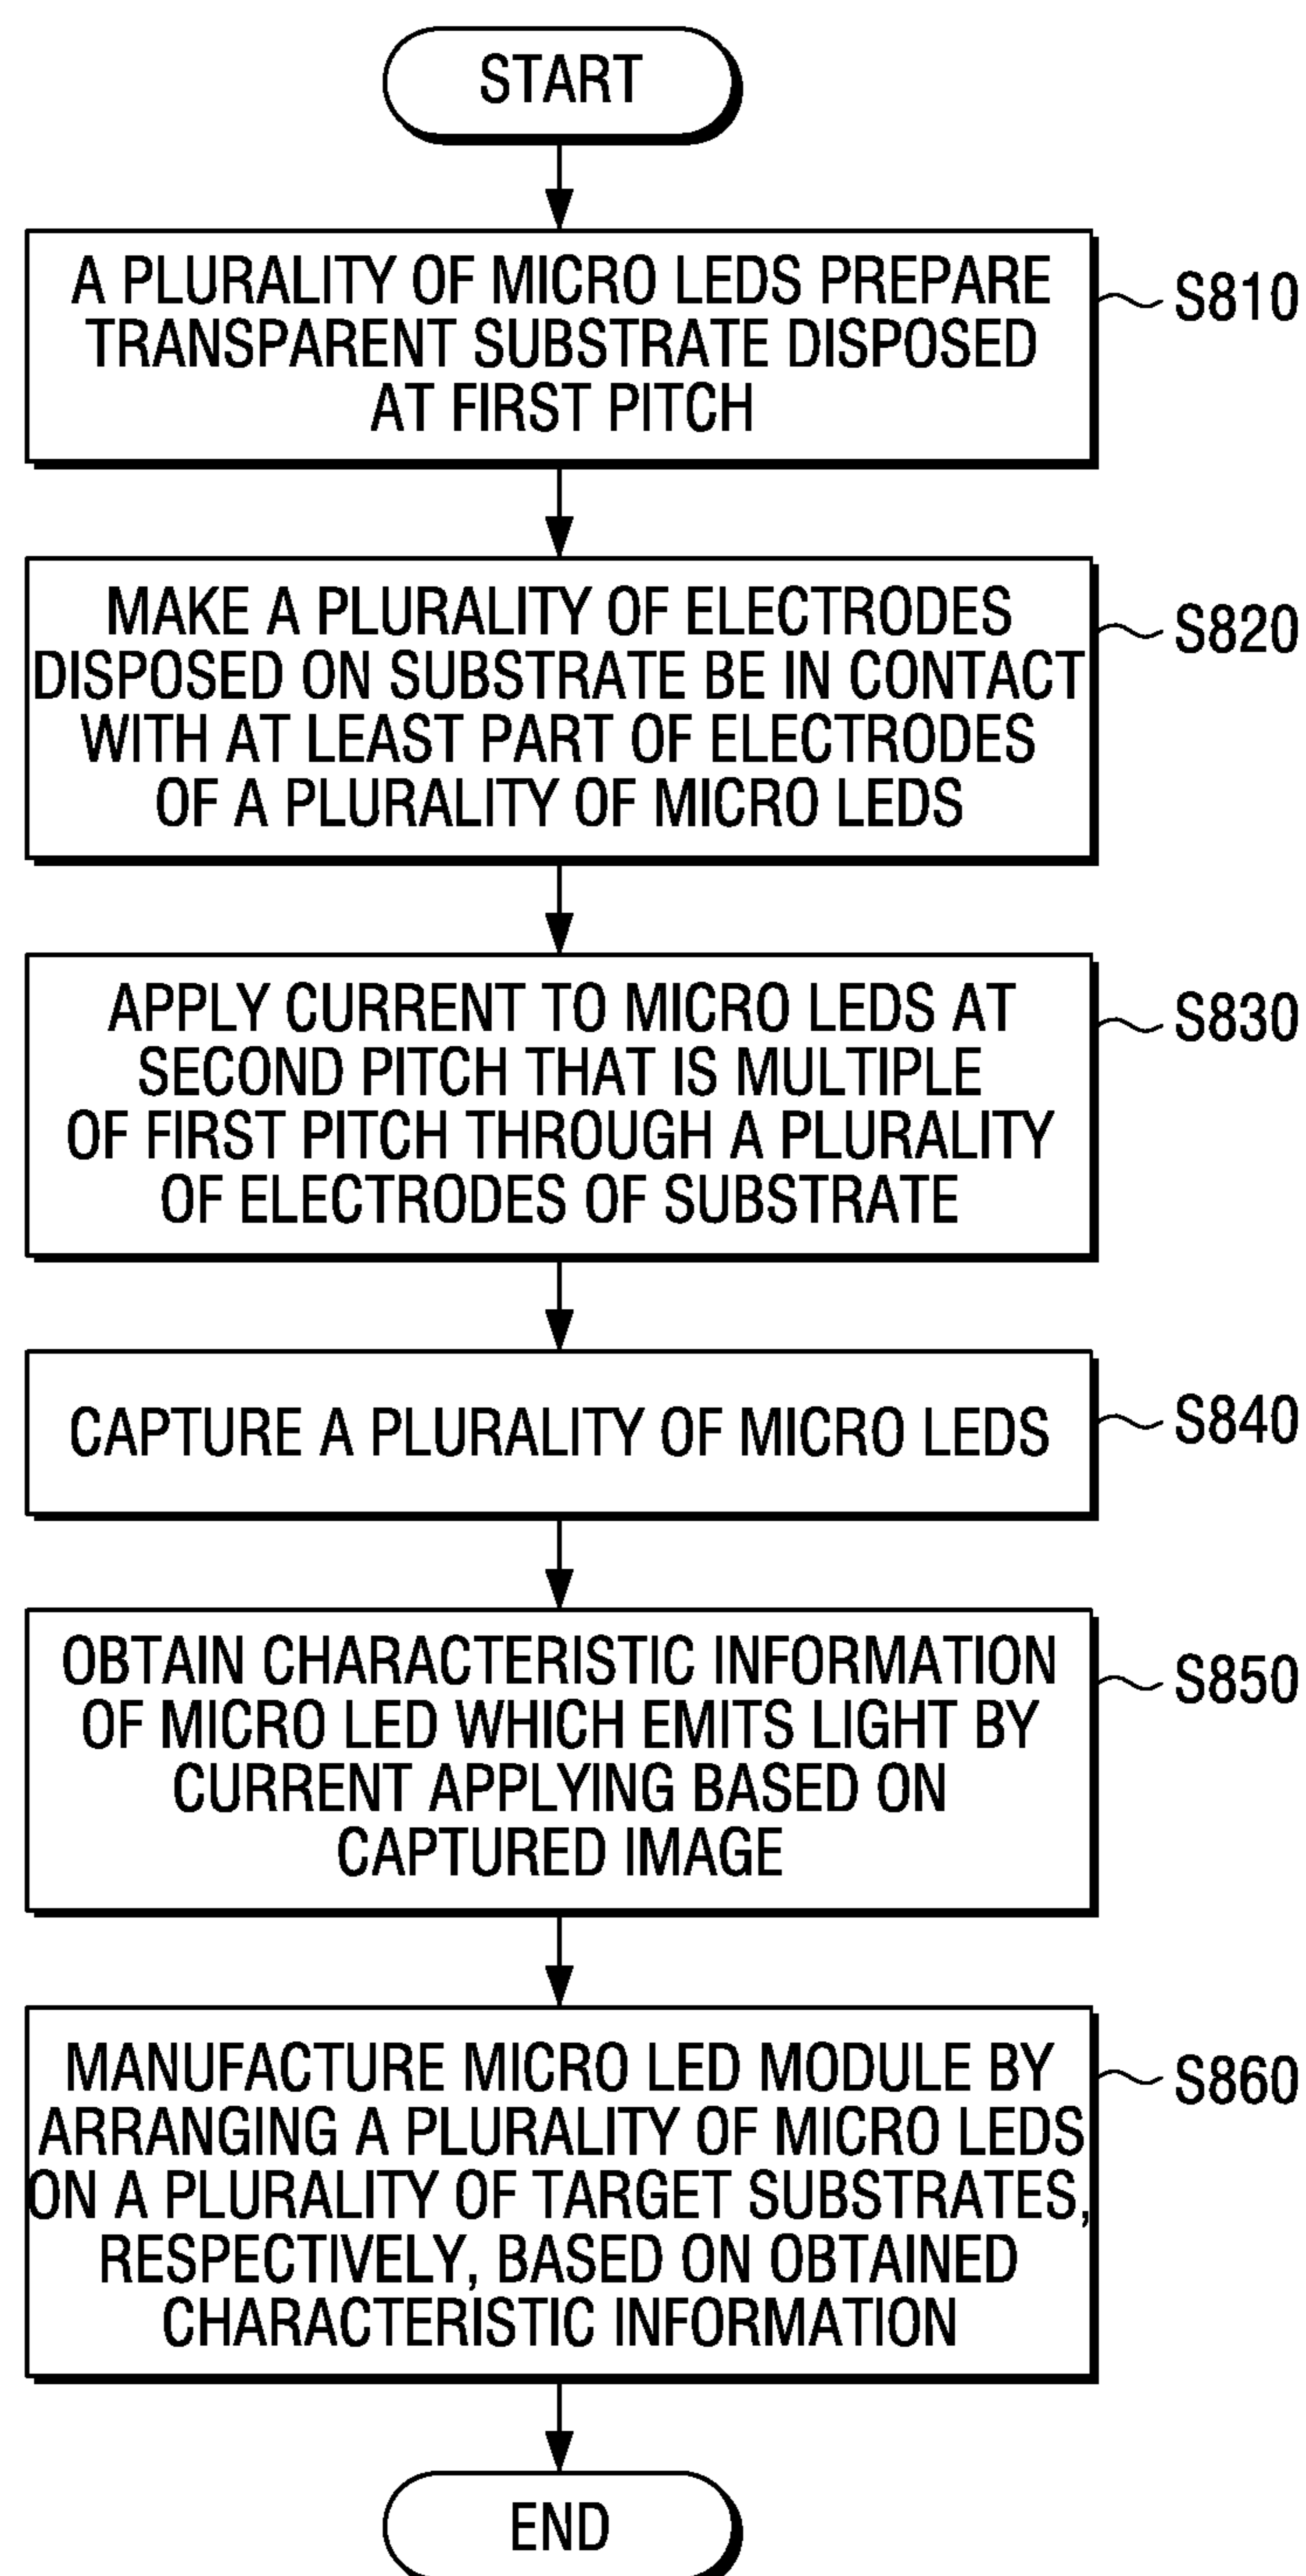 START
A PLURALITY OF MICRO LEDS PREPARE
TRANSPARENT SUBSTRATE DISPOSED
AT FIRST PITCH
S810
MAKE A PLURALITY OF ELECTRODES
DISPOSED ON SUBSTRATE BE IN CONTACT
WITH AT LEAST PART OF ELECTRODES
OF A PLURALITY OF MICRO LEDS
S820
APPLY CURRENT TO MICRO LEDS AT
SECOND PITCH THAT IS MULTIPLE
OF FIRST PITCH THROUGH A PLURALITY
OF ELECTRODES OF SUBSTRATE
S830
CAPTURE A PLURALITY OF MICRO LEDS
S840
OBTAIN CHARACTERISTIC INFORMATION
OF MICRO LED WHICH EMITS LIGHT BY
CURRENT APPLYING BASED ON
CAPTURED IMAGE
S850
MANUFACTURE MICRO LED MODULE BY
ARRANGING A PLURALITY OF MICRO LEDS
ON A PLURALITY OF TARGET SUBSTRATES,
RESPECTIVELY, BASED ON OBTAINED
CHARACTERISTIC INFORMATION
S860
END